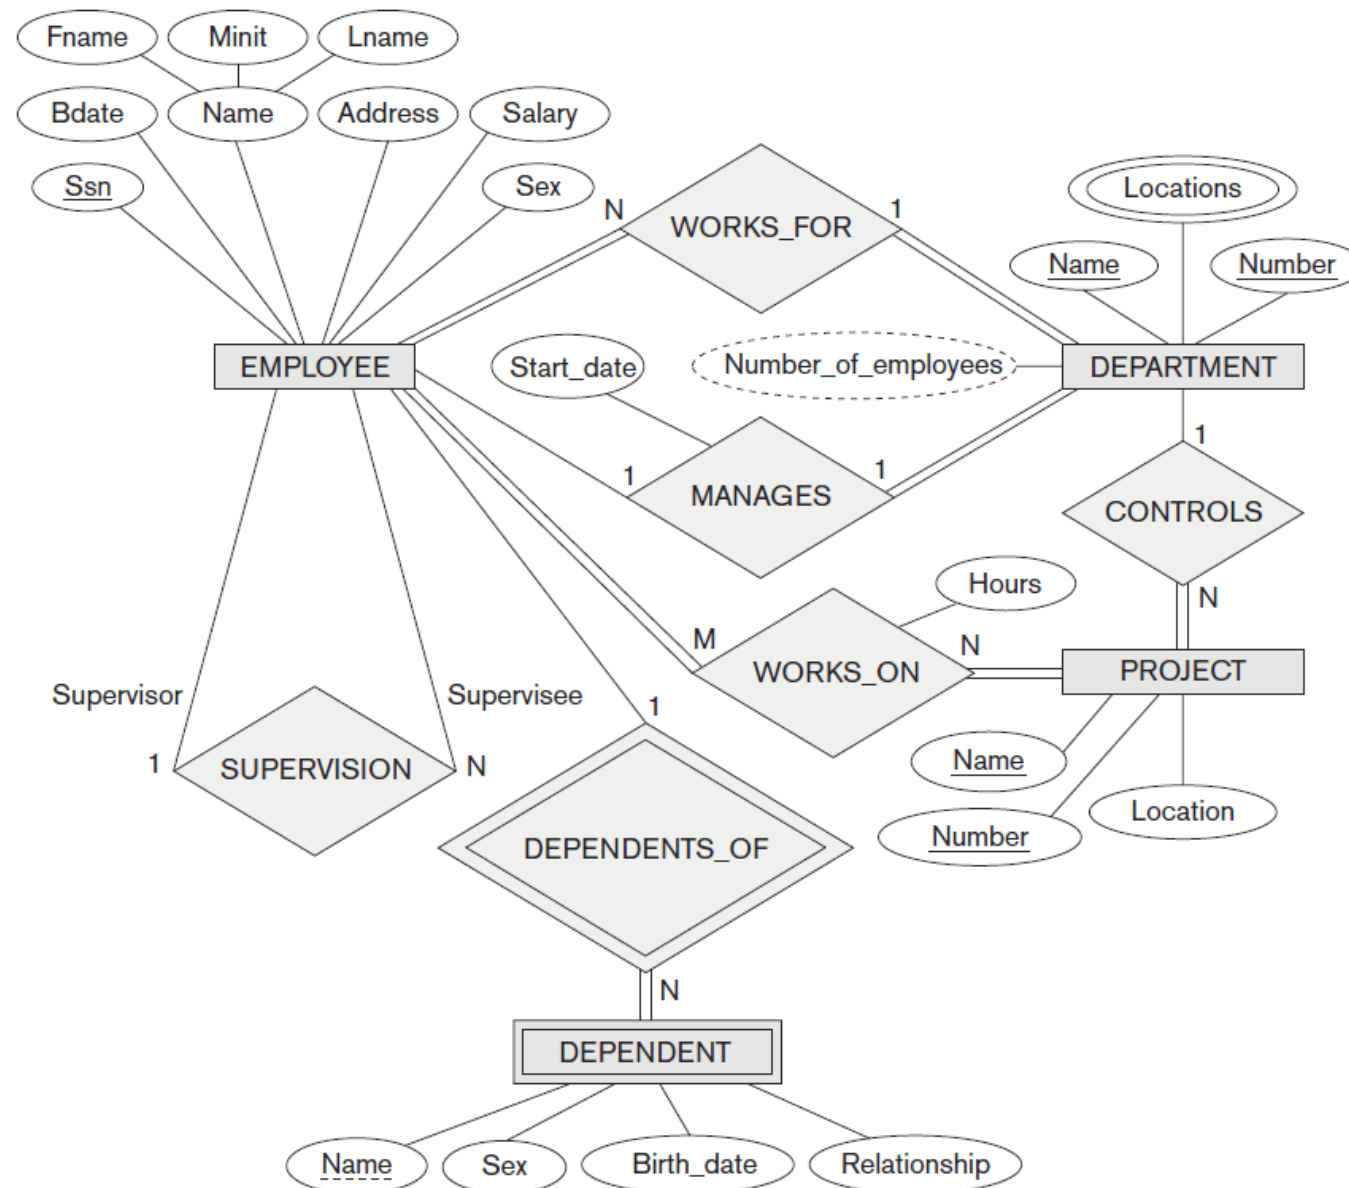 Fname
Minit
Lname
Bdate
Name
Address
Salary
Ssn
Sex
N
WORKS_FOR
1
Locations
Name
Number
EMPLOYEE
Start_date
Number_of_employees
DEPARTMENT
1
MANAGES
1
1
CONTROLS
N
Hours
M
WORKS_ON
N
PROJECT
Supervisor
Supervisee
1
SUPERVISION
N
1
Name
Number
Location
DEPENDENTS_OF
N
DEPENDENT
Name
Sex
Birth_date
Relationship